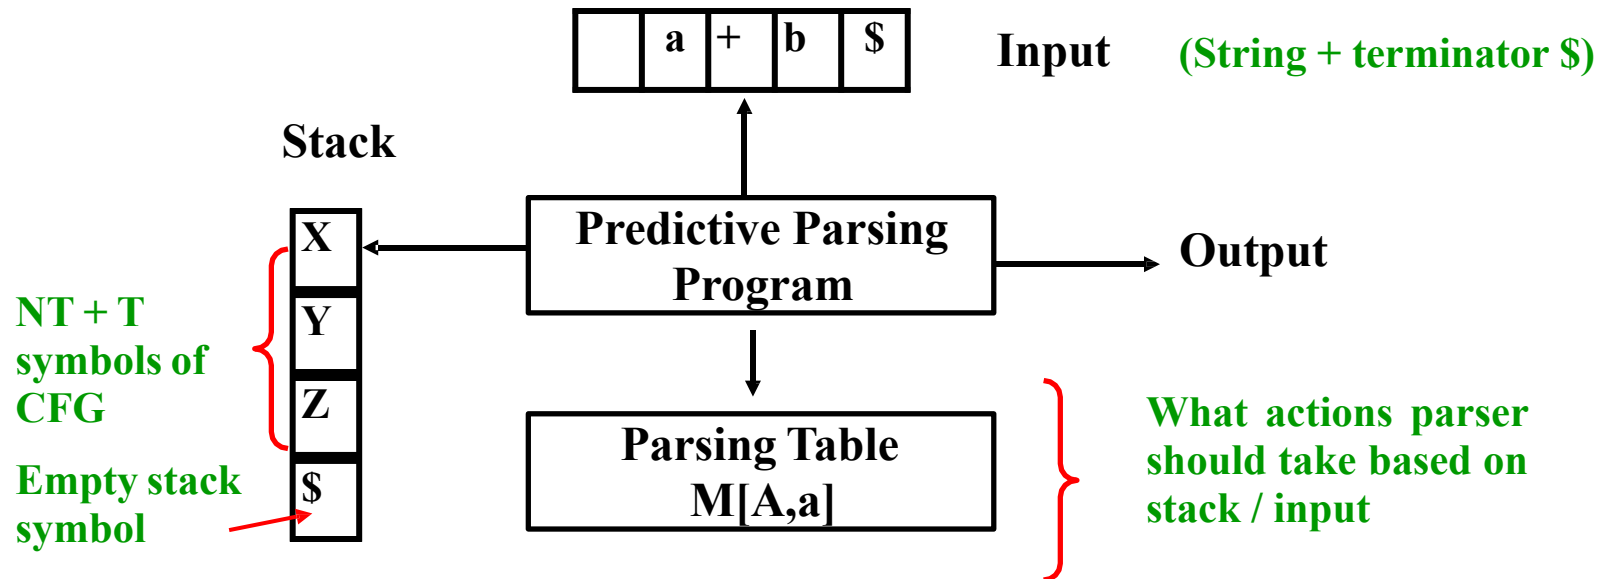 a + b $
Input
(String + terminator $)
Stack
X
Y
Z
$
Predictive Parsing
Program
Output
NT + T
symbols of
CFG
Empty stack
symbol
Parsing Table
M[A,a]
What actions parser
should take based on
stack / input